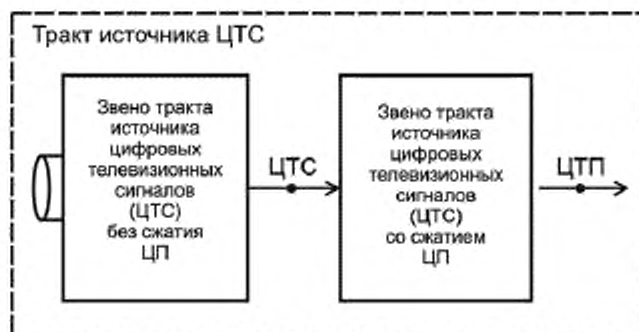 Тракт источника ЦТС
Звено тракта
источника
цифровых
телевизионных
сигналов
(ЦТС)
без сжатия
ЦП
ЦТС
Звено тракта
источника
цифровых
телевизионных
сигналов
(ЦТС)
со сжатием
ЦП
ЦТП